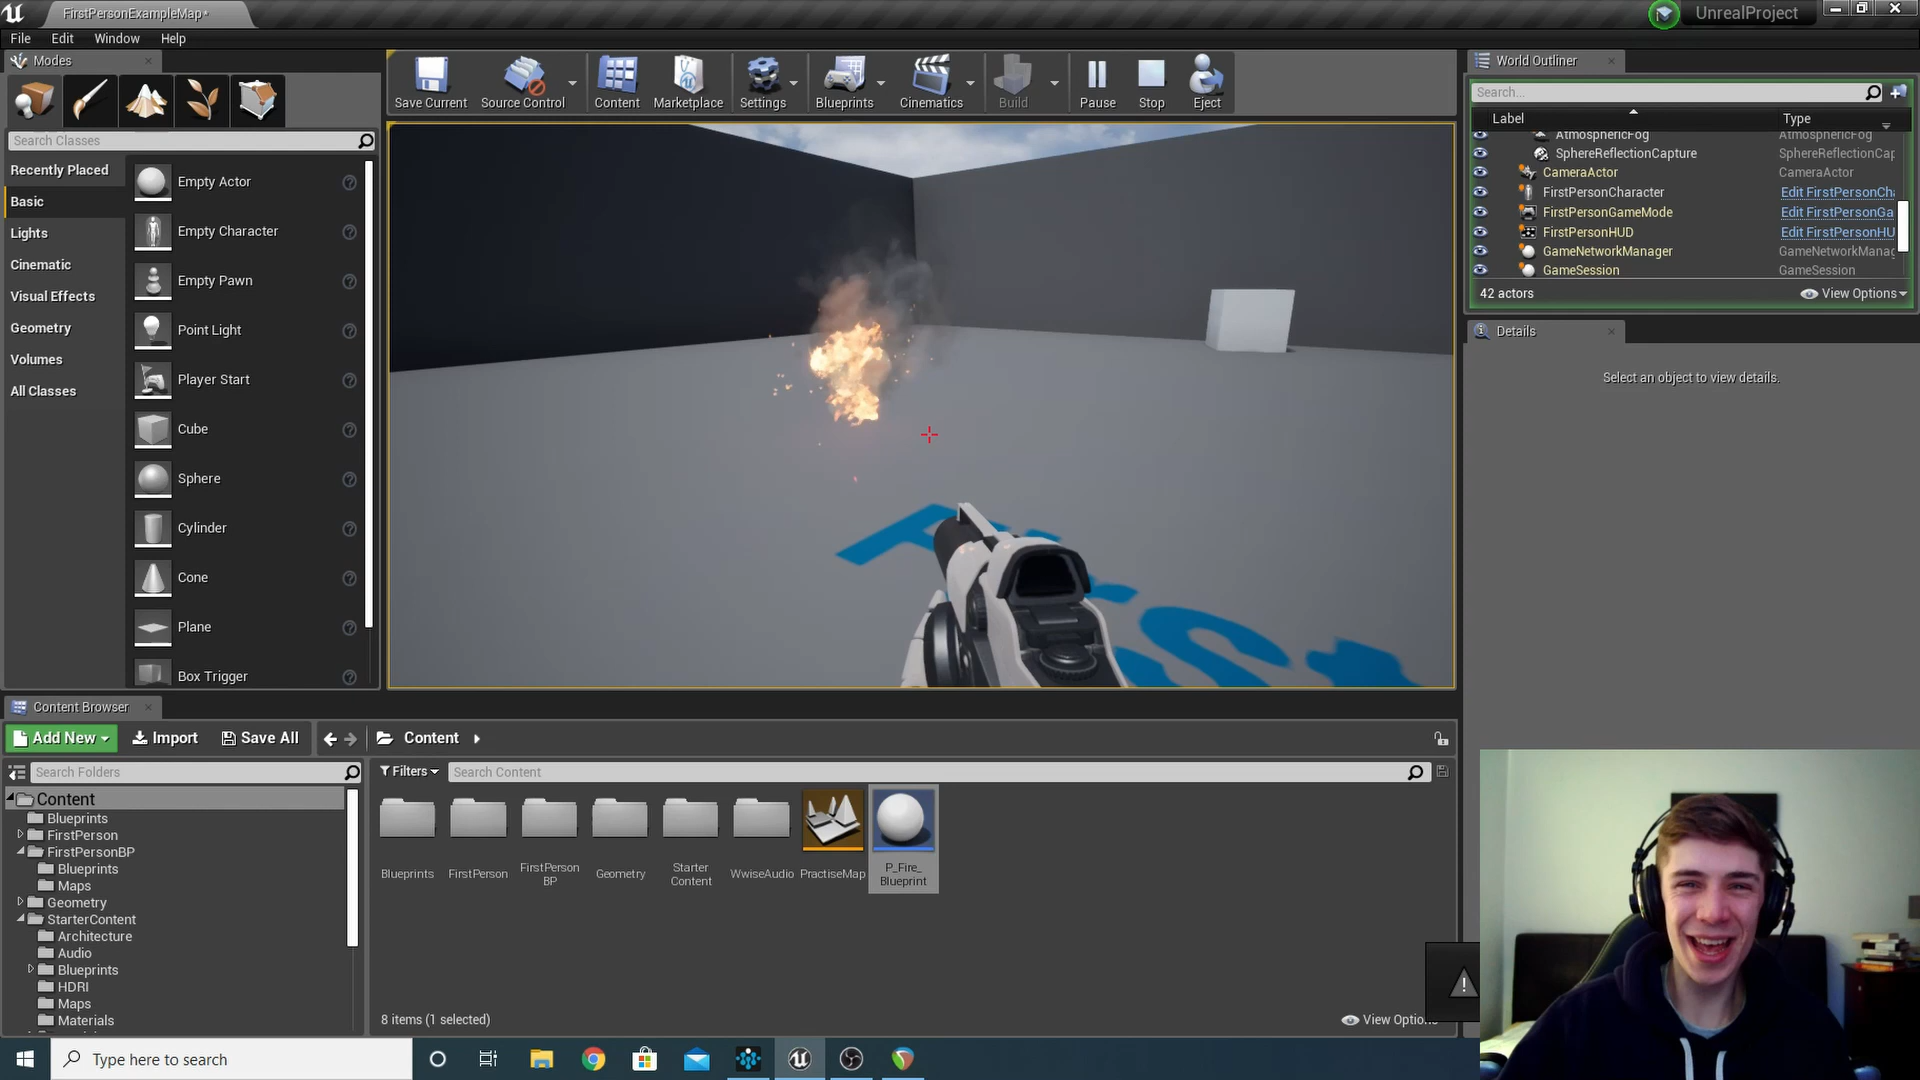 FirstPersonExampleMap*
UnrealProject
File Edit Window Help
Modes
Save Current
Source Control
Content
Marketplace
Settings
Blueprints
Cinematics
Build
Pause
Stop
Eject
World Outliner
Search...
Label Type
AtmosphericFog AtmosphericFog
SphereReflectionCapture SphereReflectionCap
CameraActor CameraActor
FirstPersonCharacter Edit FirstPersonCh
FirstPersonGameMode Edit FirstPersonGa
FirstPersonHUD Edit FirstPersonHU
GameNetworkManager GameNetworkManag
GameSession GameSession
42 actors View Options
Details
Select an object to view details.
Search Classes
Recently Placed
Basic
Lights
Cinematic
Visual Effects
Geometry
Volumes
All Classes
Empty Actor
Empty Character
Empty Pawn
Point Light
Player Start
Cube
Sphere
Cylinder
Cone
Plane
Box Trigger
Content Browser
Add New Import Save All Content
Search Folders
Filters Search Content
Content
Blueprints
FirstPerson
FirstPersonBP
Blueprints
Maps
Geometry
StarterContent
Architecture
Audio
Blueprints
HDRI
Maps
Materials
Blueprints
FirstPerson
FirstPerson
BP
Geometry
Starter
Content
WwiseAudio
PractiseMap
P_Fire_
Blueprint
8 items (1 selected)
View Options
Type here to search